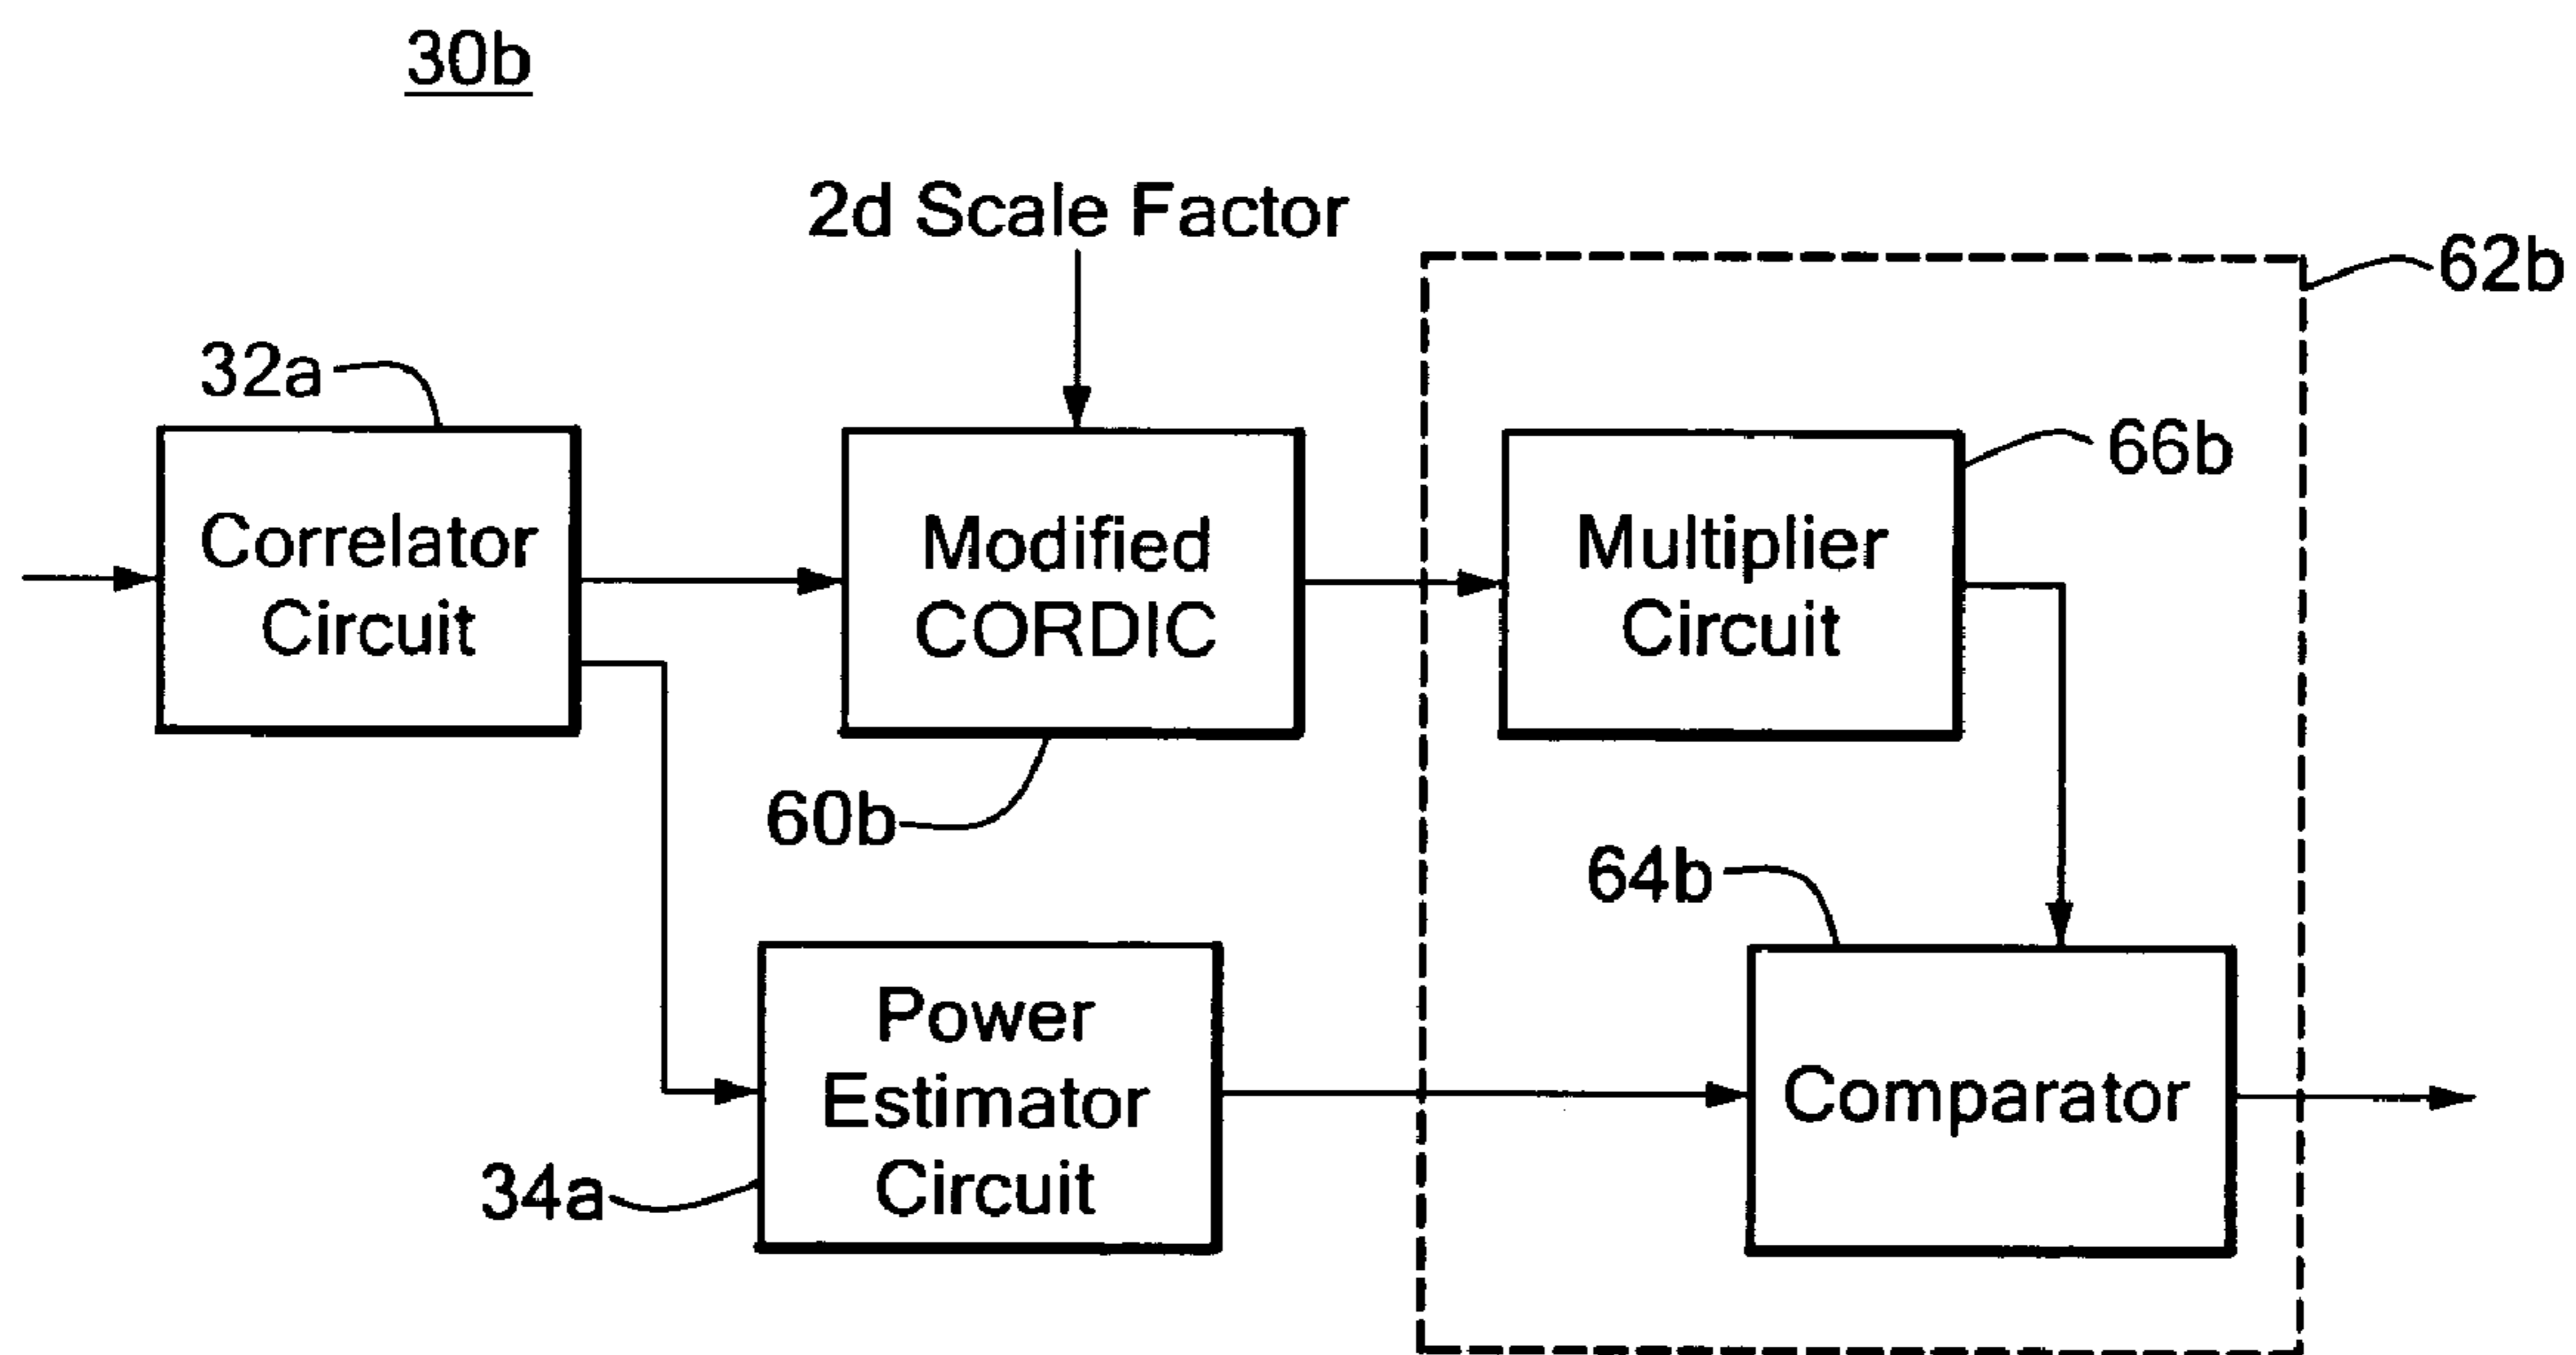 30b
2d Scale Factor
62b
32a
66b
Correlator
Circuit
Modified
CORDIC
Multiplier
Circuit
60b
64b
Power
Estimator
Circuit
Comparator
34a